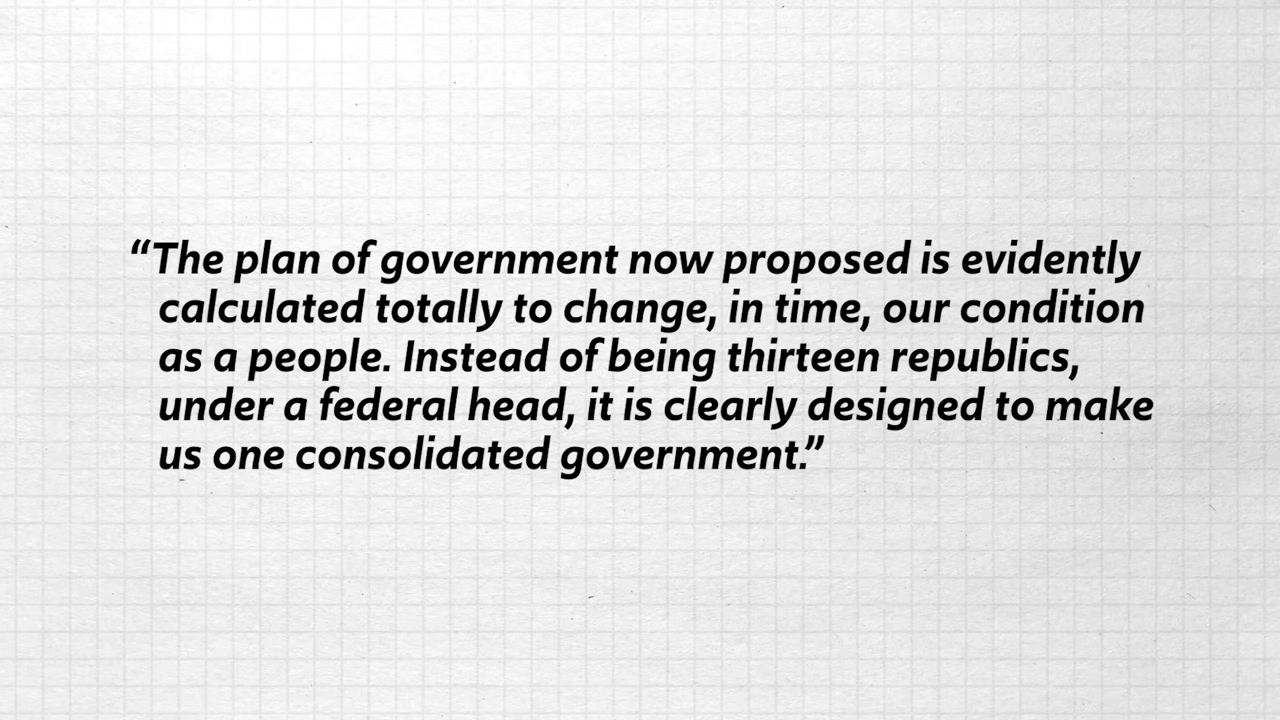 “The plan of government now proposed is evidently
calculated totally to change, in time, our condition
as a people. Instead of being thirteen republics,
under a federal head, it is clearly designed to make
us one consolidated government.”